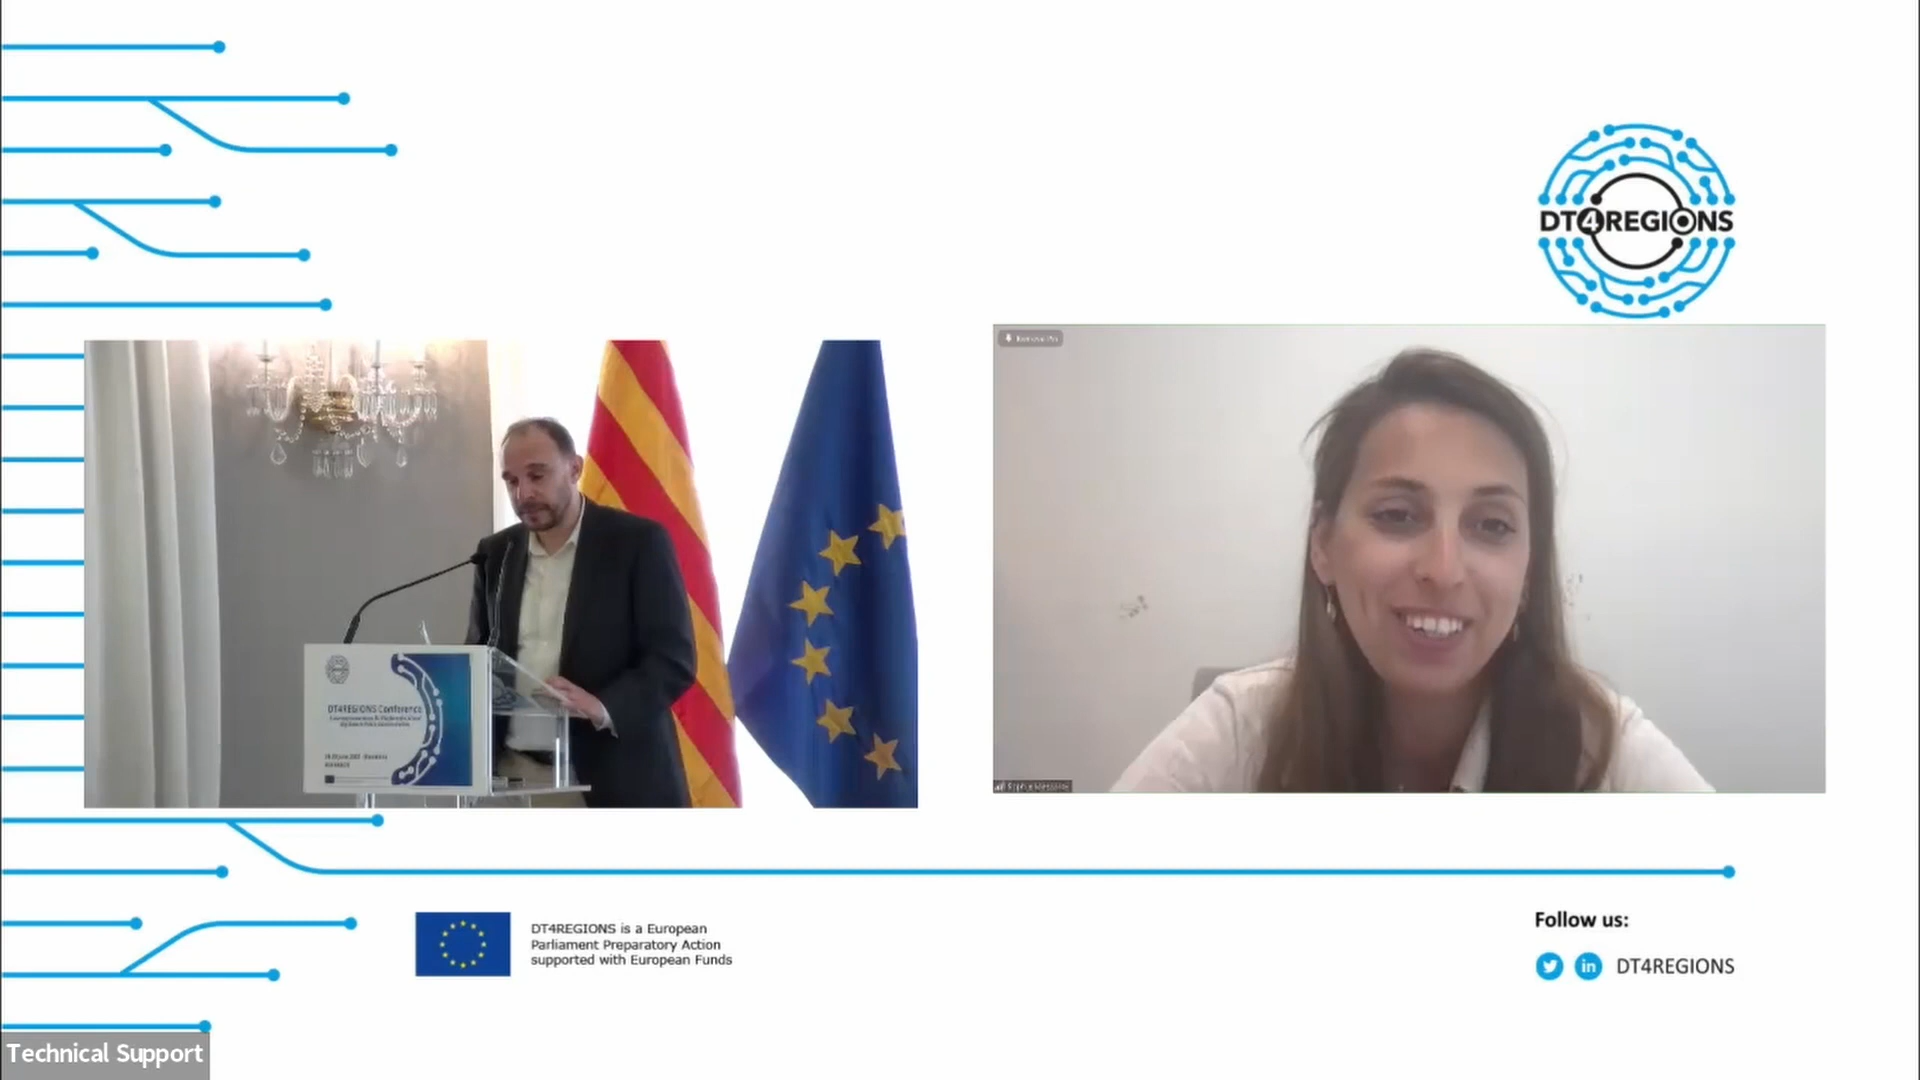 DT4REGIONS
DT4REGIONS Conference
DT4REGIONS is a European
Parliament Preparatory Action
supported with European Funds
Follow us:
DT4REGIONS
Technical Support